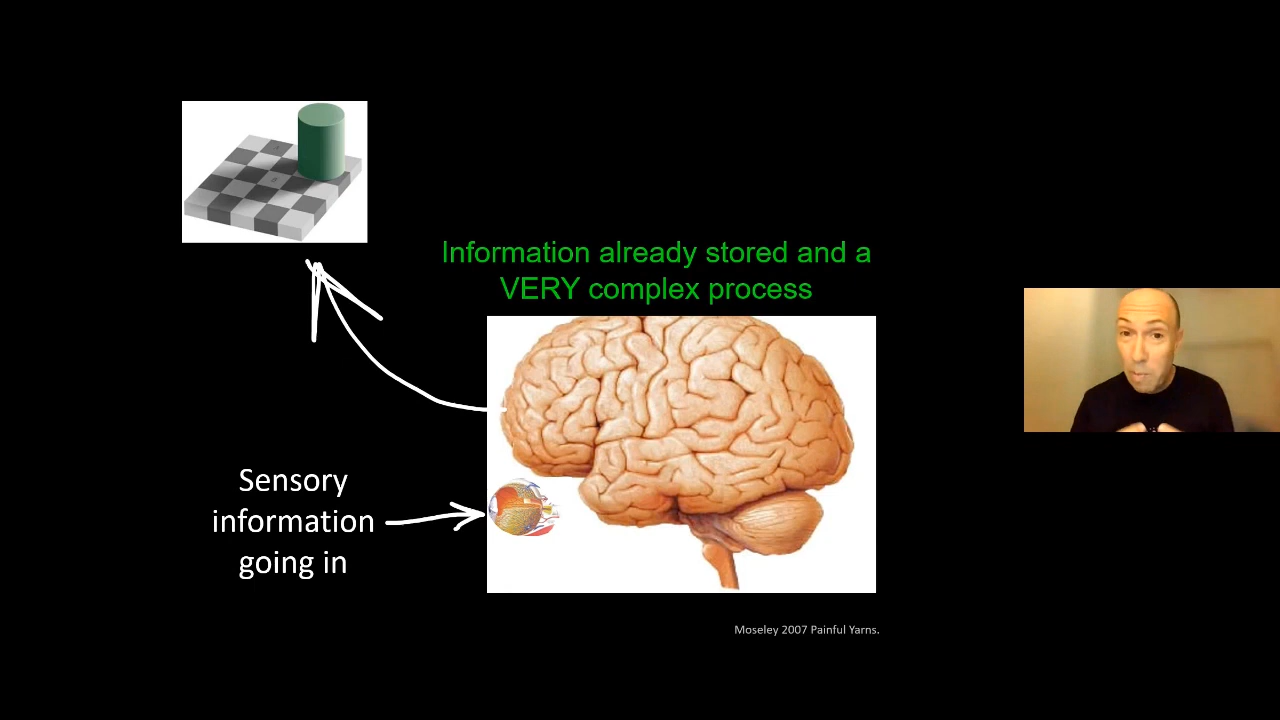 Information already stored and a
VERY complex process
Sensory
information
going in
Moseley 2007 Painful Yarns.